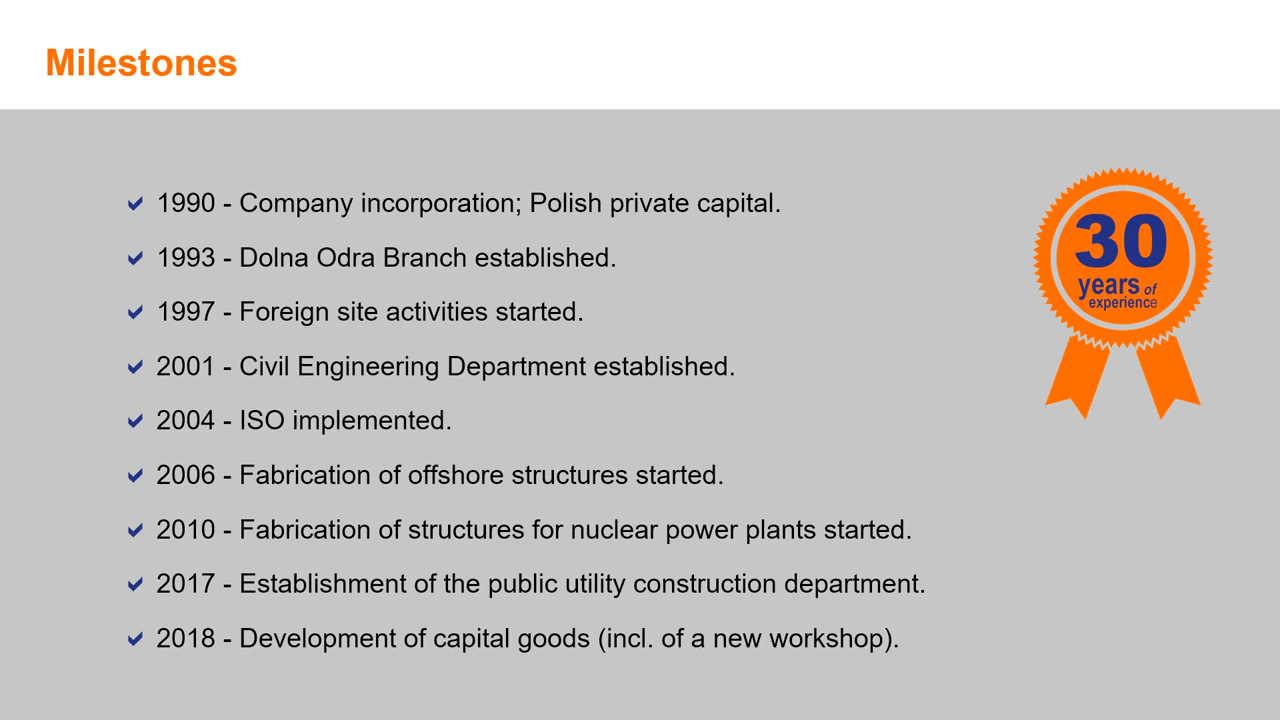 Milestones
1990 - Company incorporation; Polish private capital.
1993 - Dolna Odra Branch established.
1997 - Foreign site activities started.
2001 - Civil Engineering Department established.
2004 - ISO implemented.
2006 - Fabrication of offshore structures started.
2010 - Fabrication of structures for nuclear power plants started.
2017 - Establishment of the public utility construction department.
2018 - Development of capital goods (incl. of a new workshop).
30
years of
experience